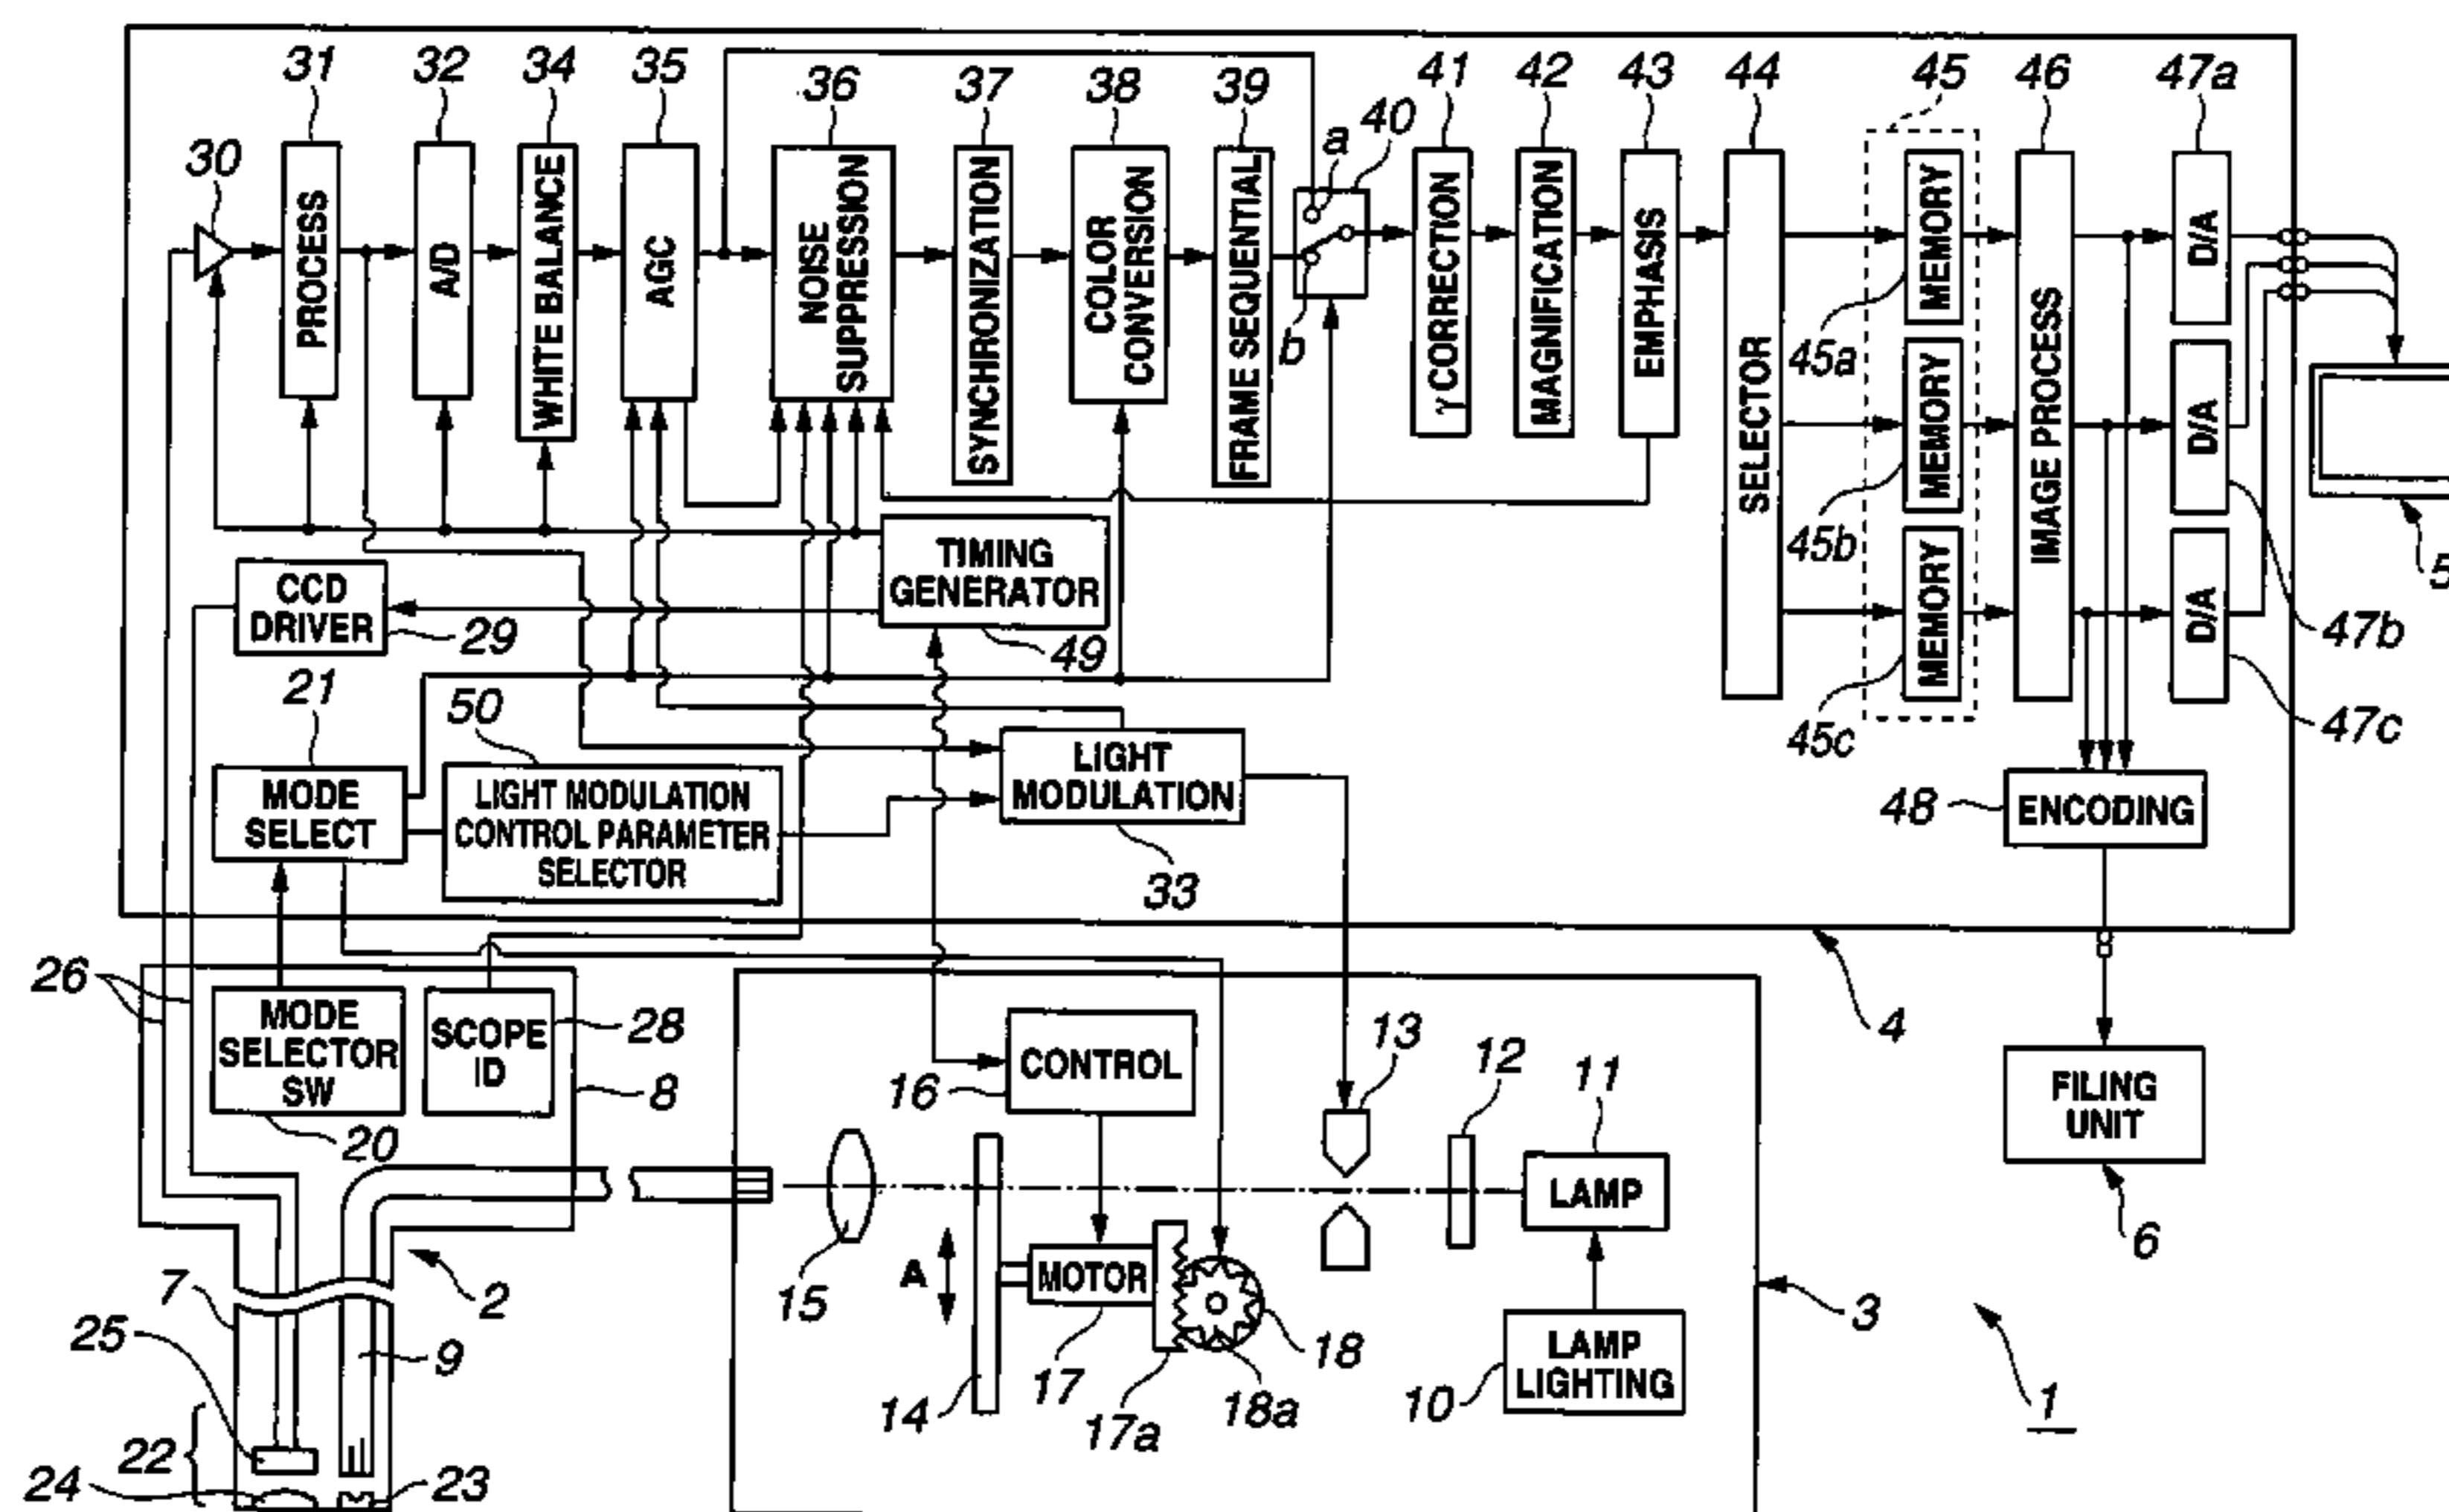 31 32 34 35 36 37 38 39 41 42 43 44 45 46 47a
30 a 40
PROCESS
A/D
WHITE BALANCE
AGC
NOISE
SUPPRESSION
SYNCHRONIZATION
COLOR
CONVERSION
FRAME SEQUENTIAL
b
γ CORRECTION
MAGNIFICATION
EMPHASIS
SELECTOR
MEMORY
45a
MEMORY
45b
MEMORY
45c
IMAGE PROCESS
D/A
D/A
D/A
5
47b
47c
CCD
DRIVER
29
TIMING
GENERATOR
49
21
50
MODE
SELECT
LIGHT MODULATION
CONTROL PARAMETER
SELECTOR
LIGHT
MODULATION
33
48
ENCODING
26
MODE
SELECTOR
SW
20
SCOPE
ID
28
8
4
CONTROL
16
13
12
11
LAMP
FILING
UNIT
6
15
A
MOTOR
7
2
25
9
14
17
17a
18a
18
10
LAMP
LIGHTING
3
1
22
24
23